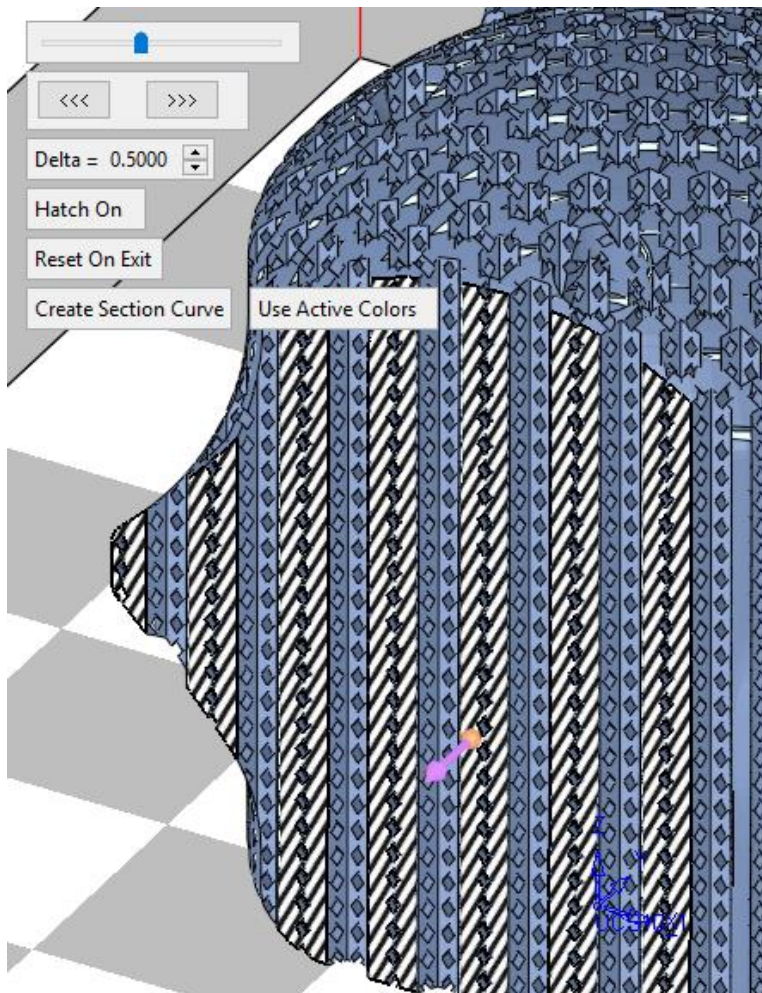 <<<
>>>
Delta = 0.5000
Hatch On
Reset On Exit
Create Section Curve
Use Active Colors